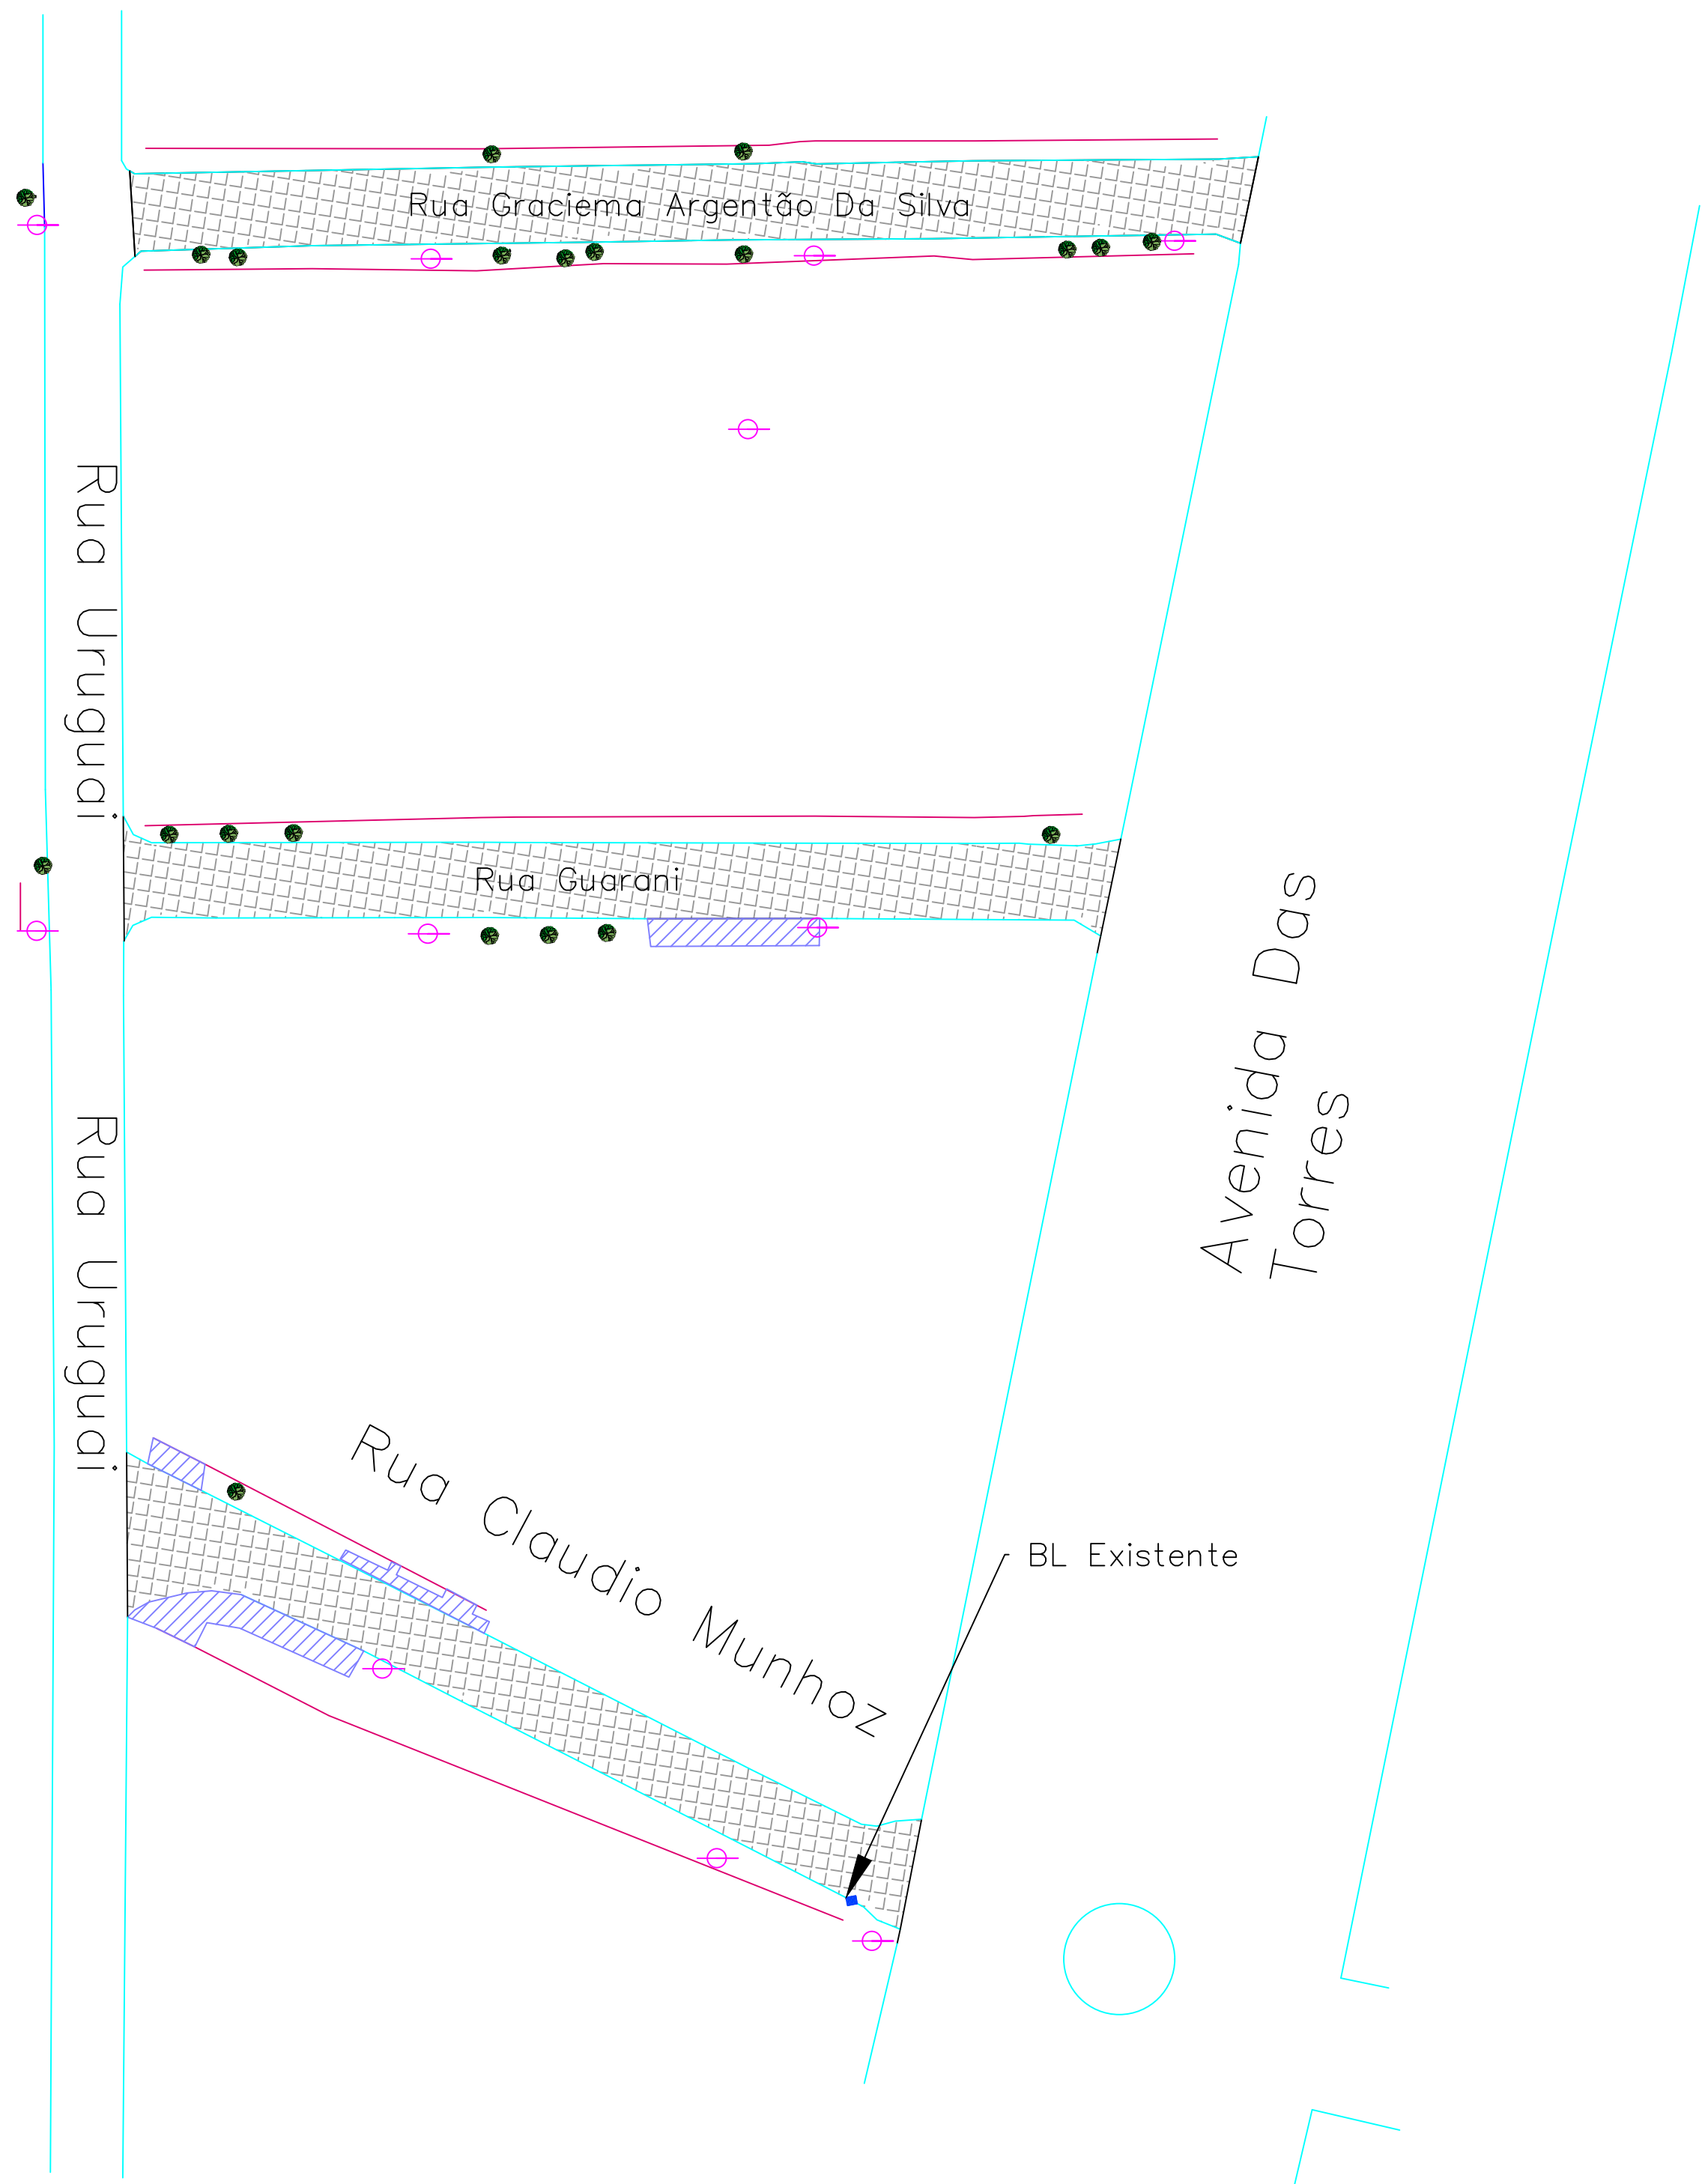 Rua Graciema Argentão Da Silva
Rua Uruguai
Rua Guarani
Avenida Das
Torres
Rua Uruguai
Rua Claudio Munhoz
BL Existente